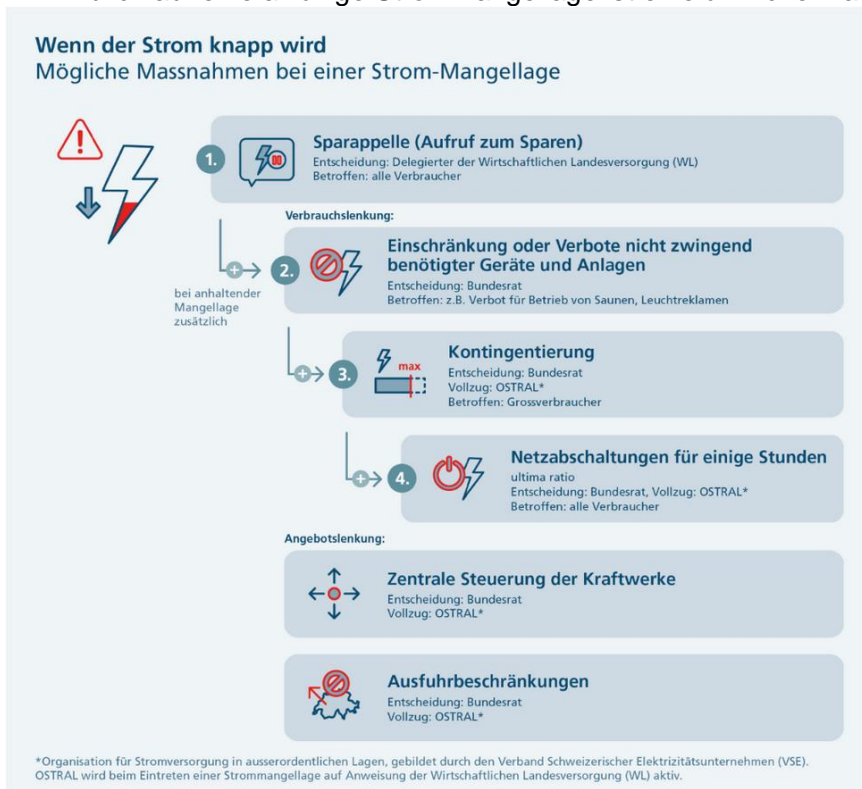 Wenn der Strom knapp wird
Mögliche Massnahmen bei einer Strom-Mangellage
1.
Sparappelle (Aufruf zum Sparen)
Entscheidung: Delegierter der Wirtschaftlichen Landesversorgung (WL)
Betroffen: alle Verbraucher
Verbrauchslenkung:
bei anhaltender
Mangellage
zusätzlich
2.
Einschränkung oder Verbote nicht zwingend
benötigter Geräte und Anlagen
Entscheidung: Bundesrat
Betroffen: z.B. Verbot für Betrieb von Saunen, Leuchtreklamen
3.
max
Kontingentierung
Entscheidung: Bundesrat
Vollzug: OSTRAL*
Betroffen: Grossverbraucher
4.
Netzabschaltungen für einige Stunden
ultima ratio
Entscheidung: Bundesrat, Vollzug: OSTRAL*
Betroffen: alle Verbraucher
Angebotslenkung:
Zentrale Steuerung der Kraftwerke
Entscheidung: Bundesrat
Vollzug: OSTRAL*
Ausfuhrbeschränkungen
Entscheidung: Bundesrat
Vollzug: OSTRAL*
*Organisation für Stromversorgung in ausserordentlichen Lagen, gebildet durch den Verband Schweizerischer Elektrizitätsunternehmen (VSE).
OSTRAL wird beim Eintreten einer Strommangellage auf Anweisung der Wirtschaftlichen Landesversorgung (WL) aktiv.